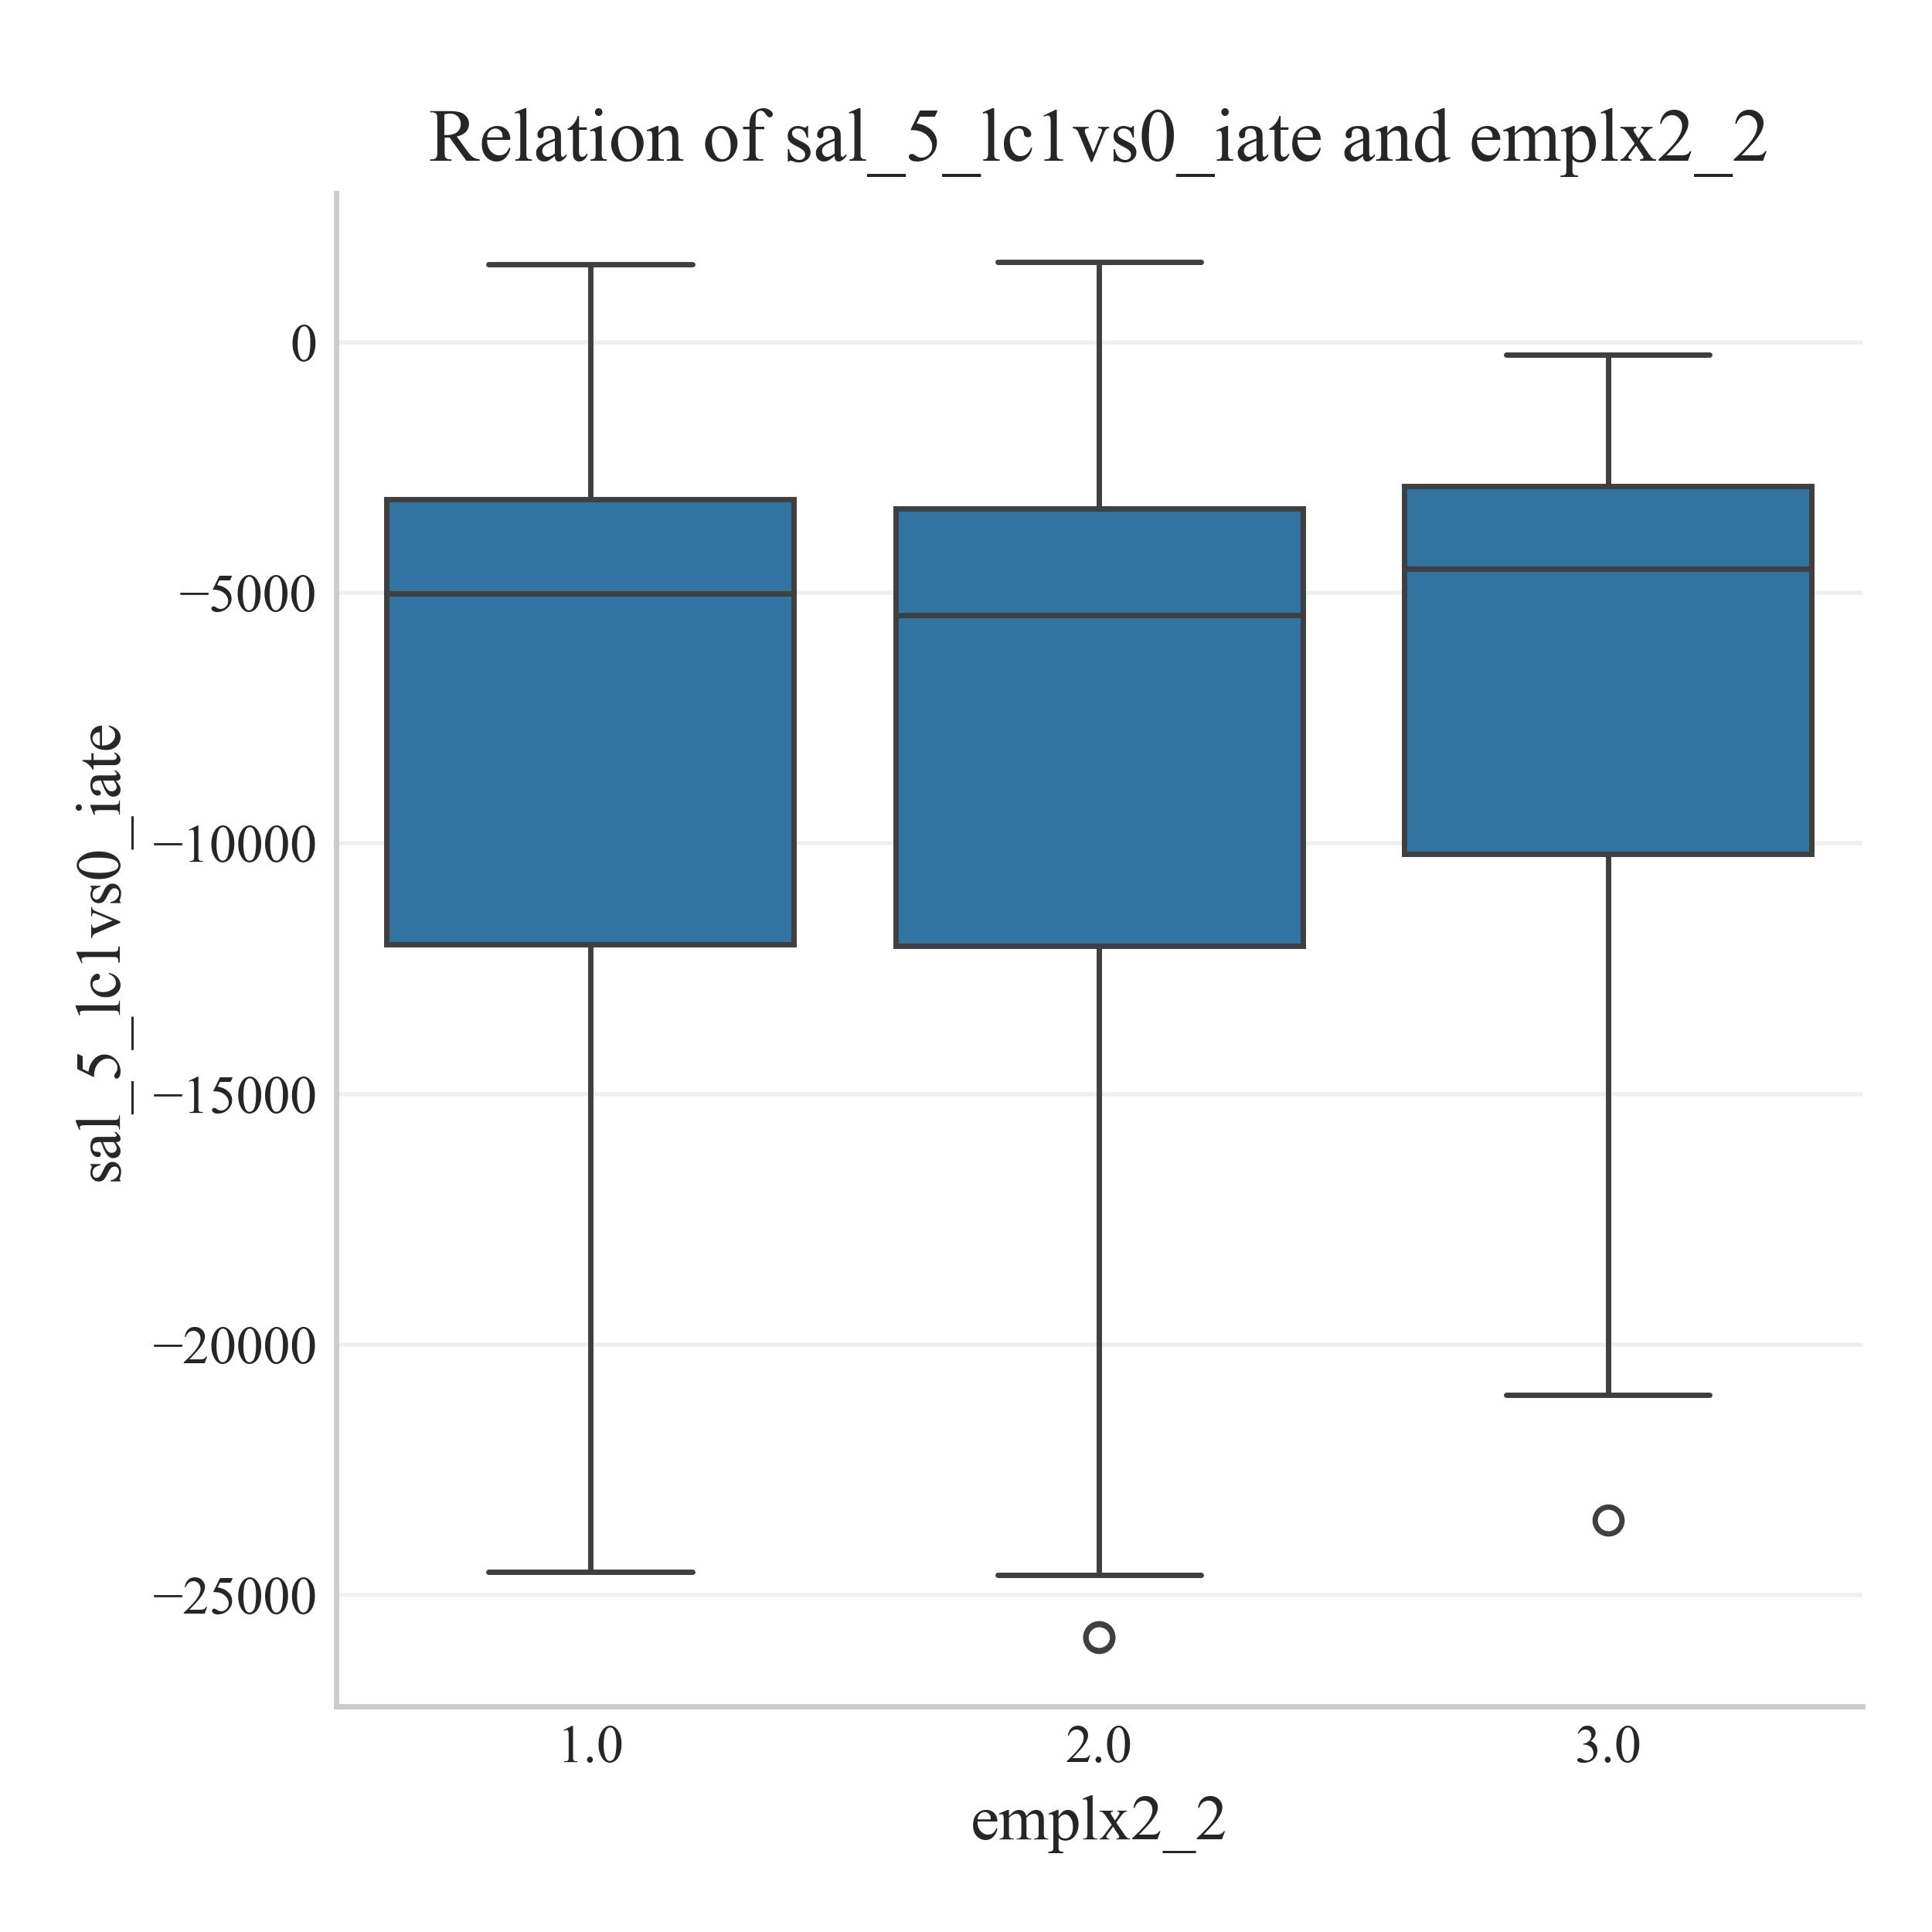 Relation of sal_5_lc1vs0_iate and emplx2_2
sal_5_lc1vs0_iate
0
−5000
−10000
−15000
−20000
−25000
1.0 2.0 3.0
emplx2_2